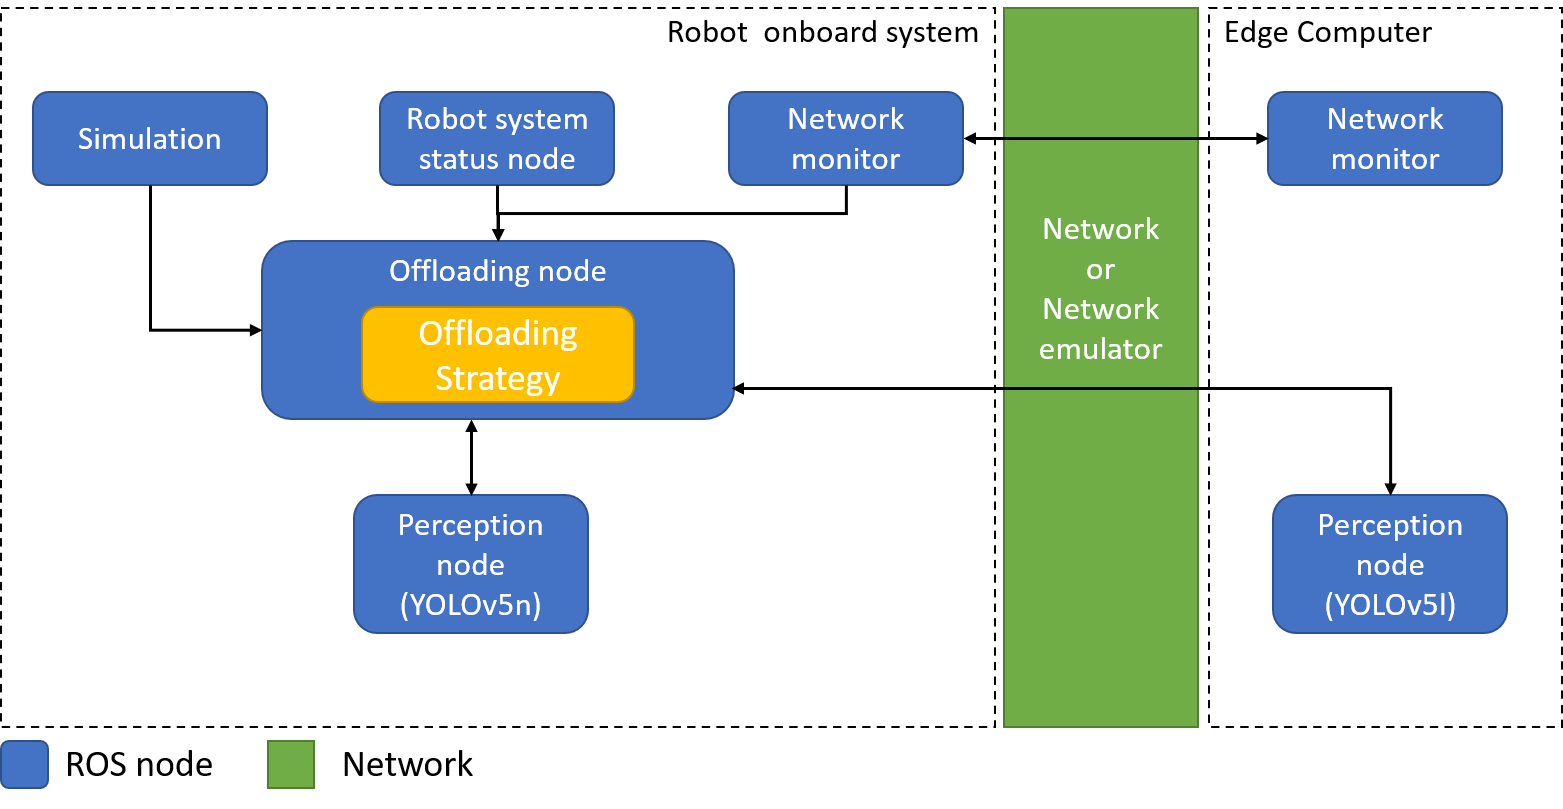 Robot onboard system
Edge Computer
Simulation
Robot system
status node
Network
monitor
Network
monitor
Network
or
Network
emulator
Offloading node
Offloading
Strategy
Perception
node
(YOLOv5n)
Perception
node
(YOLOv5l)
ROS node
Network